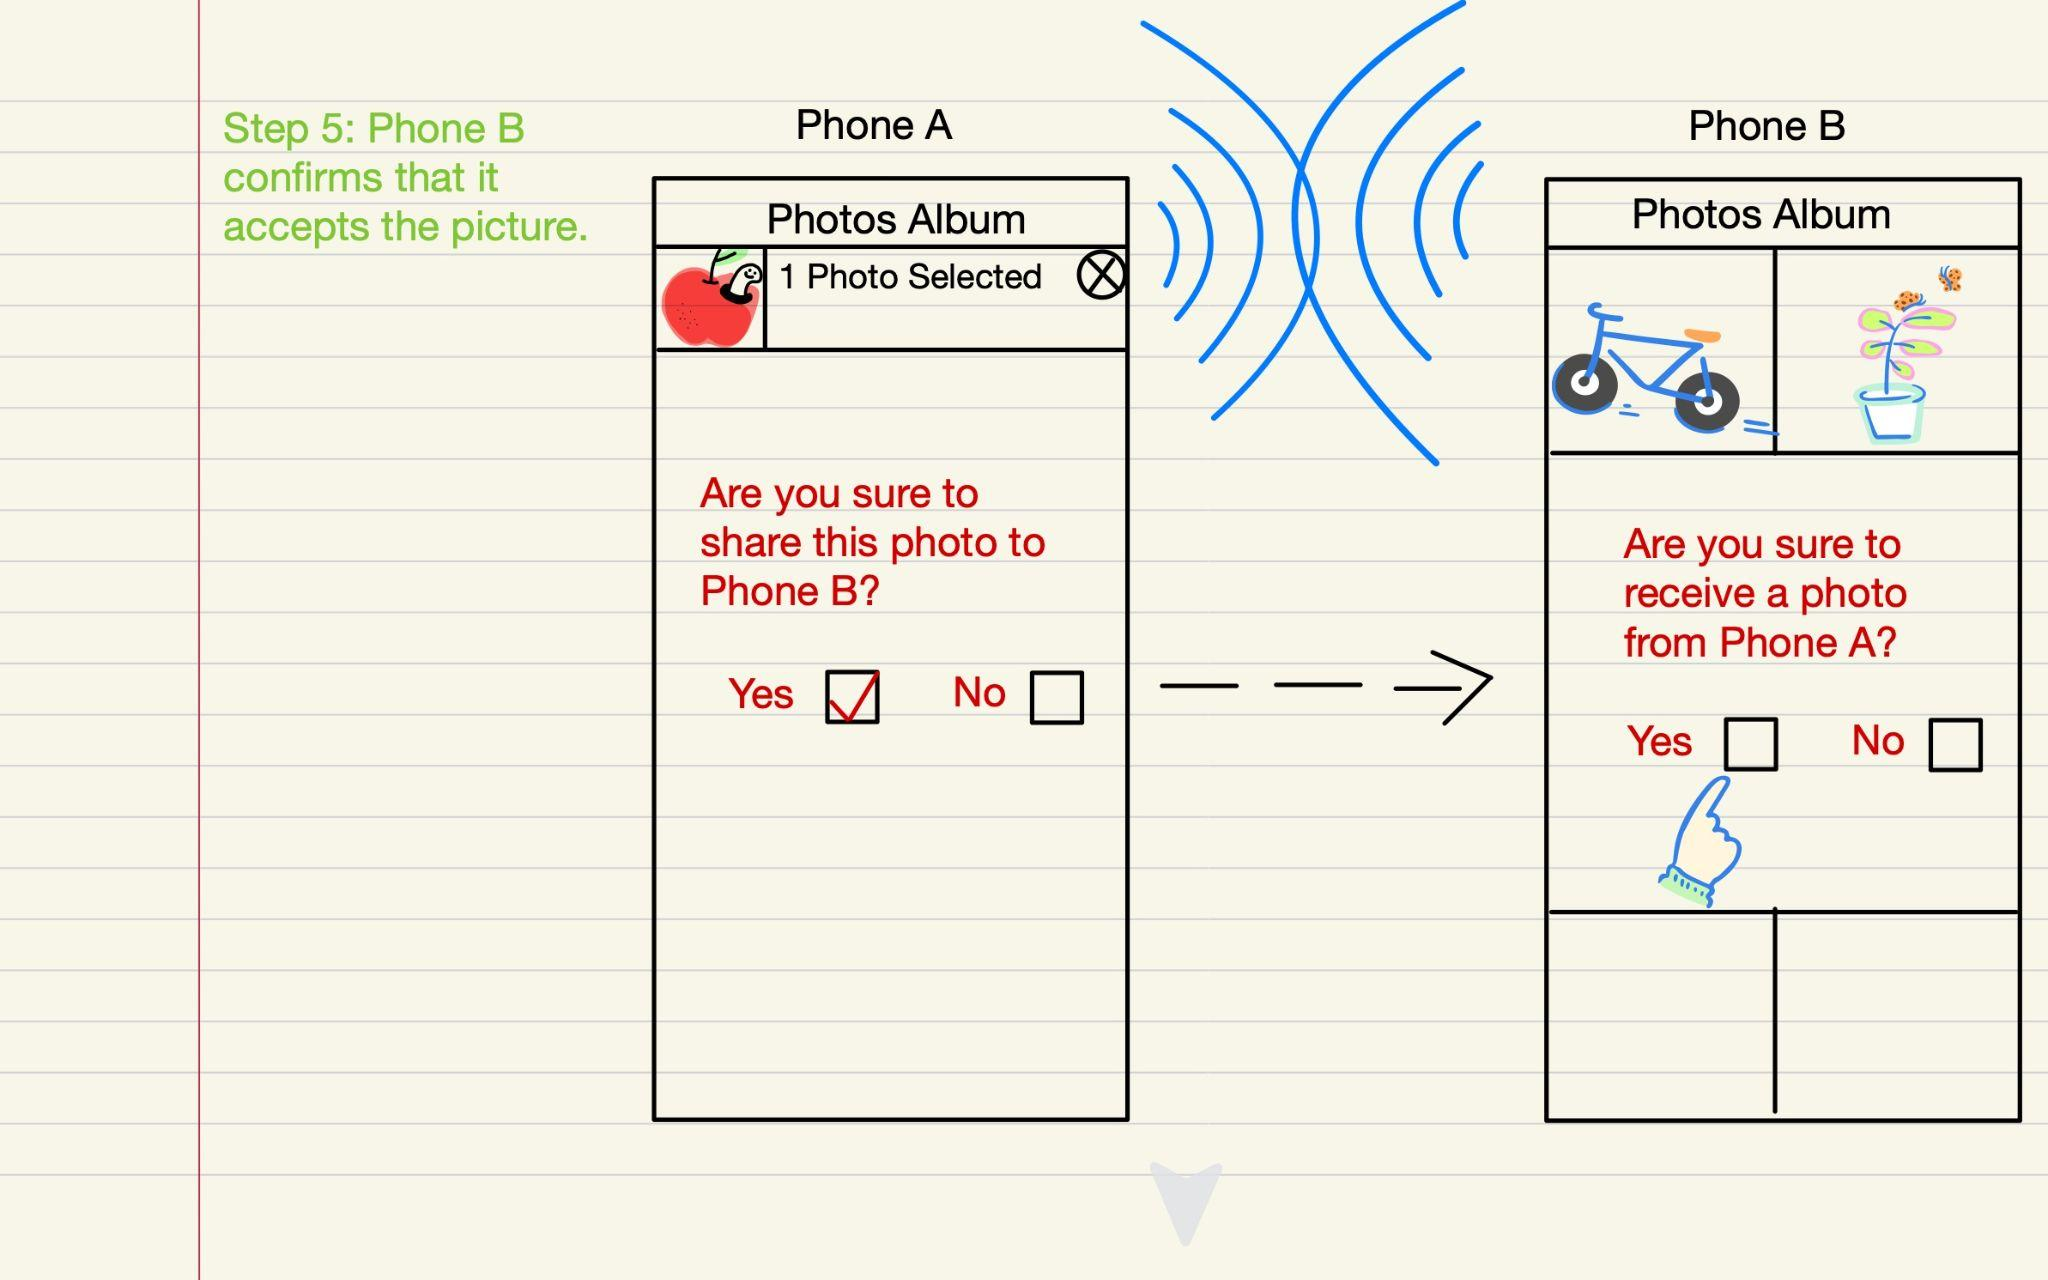 Step 5: Phone B
confirms that it
accepts the picture.
Phone A
Photos Album
1 Photo Selected
Are you sure to
share this photo to
Phone B?
Yes No
Phone B
Photos Album
Are you sure to
receive a photo
from Phone A?
Yes No